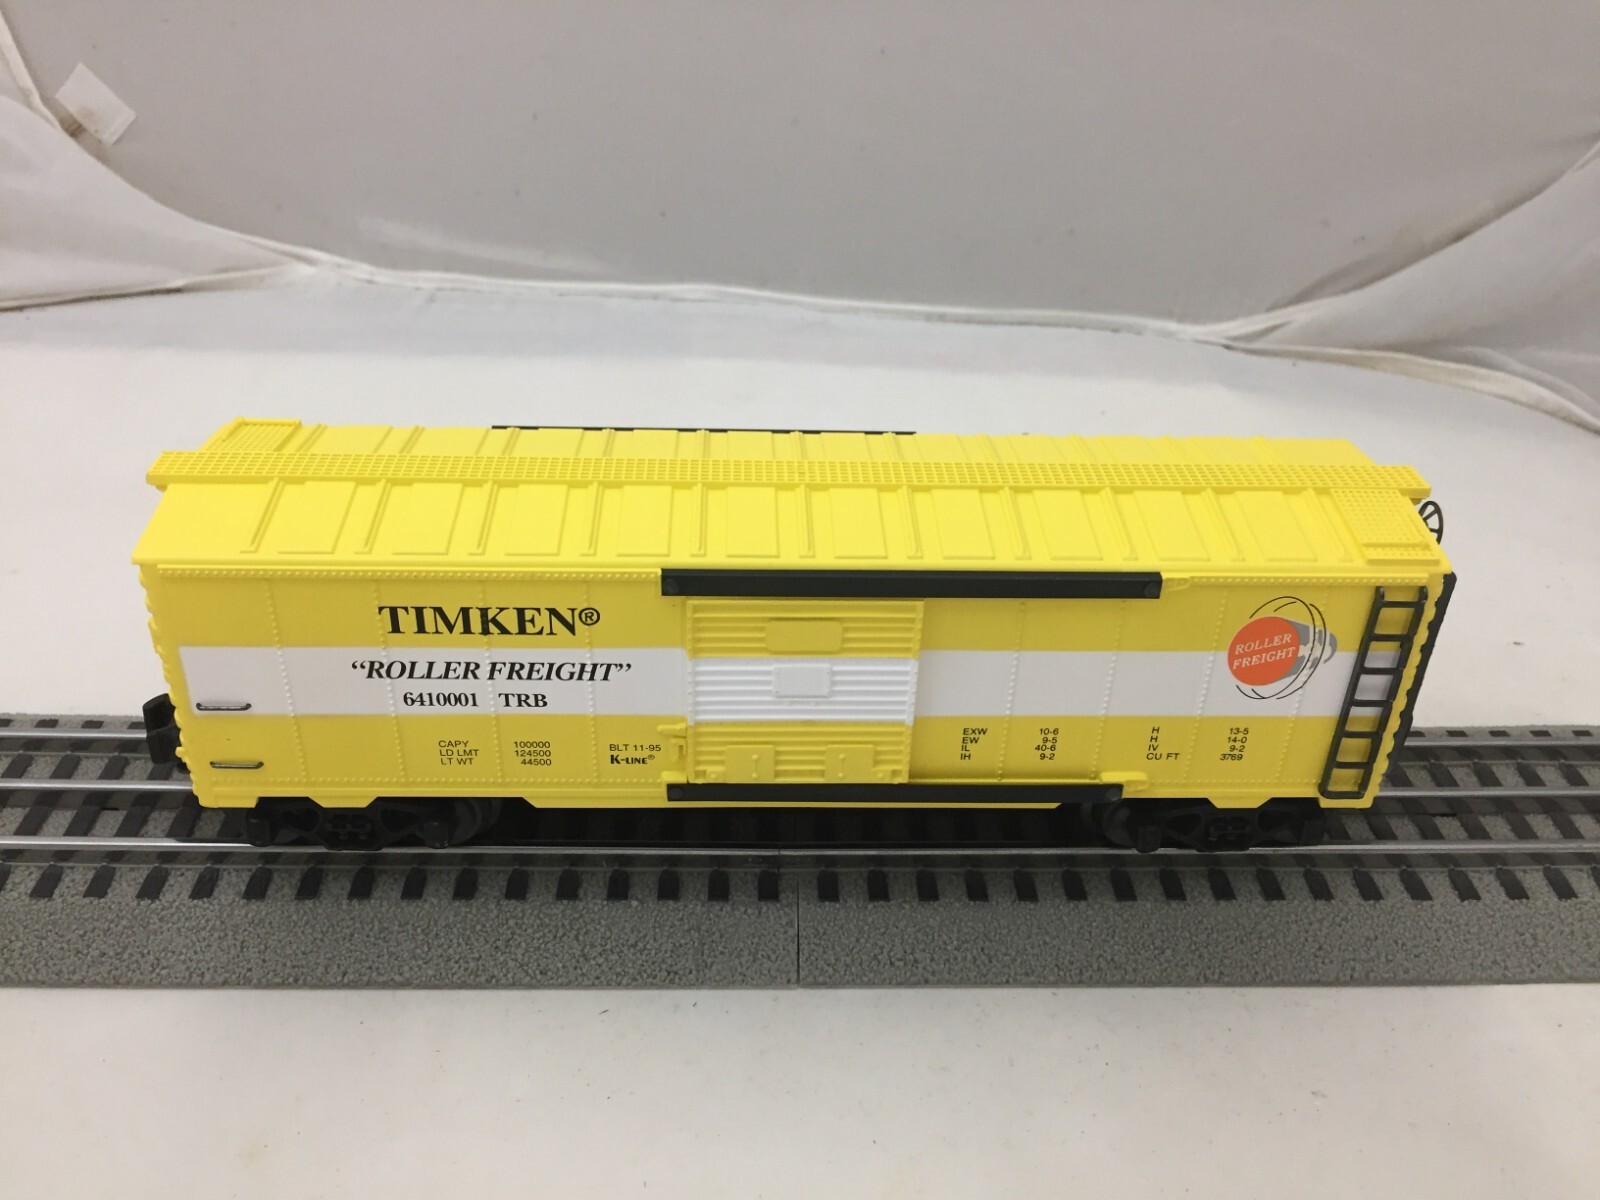 TIMKEN®
“ROLLER FREIGHT”
6410001 TRB
CAPY 100000
LD LMT 124500
LT WT 44500
BLT 11-95
K-LINE®
EXW 10-6
EW 9-5
IL 40-6
IH 9-2
H 13-5
H 14-0
IV 9-2
CU FT 3769
ROLLER
FREIGHT